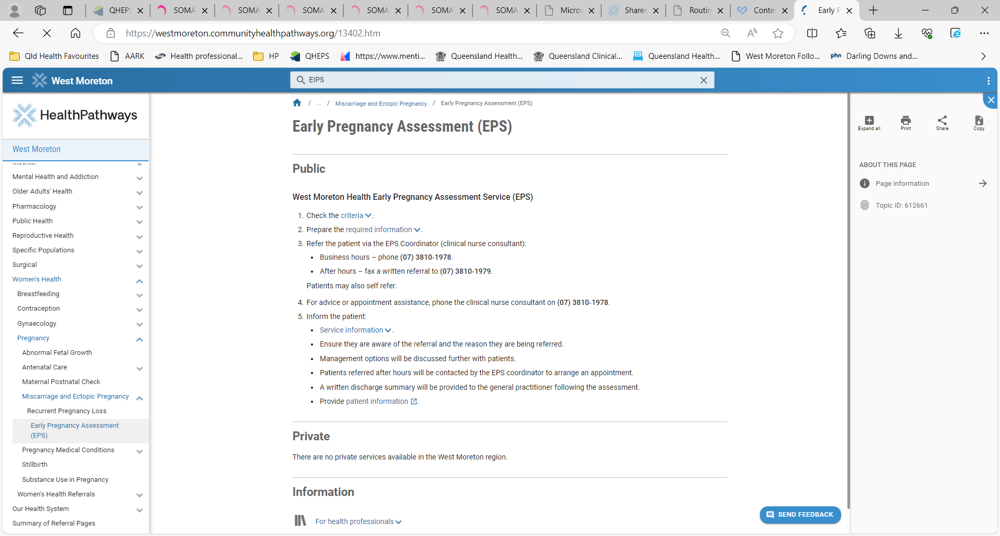 QHEPS
SOMA
SOMA
SOMA
SOMA
SOMA
SOMA
Micros
Shared
Routin
Conte
Early P
https://westmoreton.communityhealthpathways.org/13402.htm
Qld Health Favourites
AARK
Health professional...
HP
QHEPS
https://www.menti...
Queensland Health...
Queensland Clinical...
Queensland Health...
West Moreton Follo...
phn
Darling Downs and...
West Moreton
EIPS
HealthPathways
West Moreton
Medical
Mental Health and Addiction
Older Adults' Health
Pharmacology
Public Health
Reproductive Health
Specific Populations
Surgical
Women's Health
Breastfeeding
Contraception
Gynaecology
Pregnancy
Abnormal Fetal Growth
Antenatal Care
Maternal Postnatal Check
Miscarriage and Ectopic Pregnancy
Recurrent Pregnancy Loss
Early Pregnancy Assessment
(EPS)
Pregnancy Medical Conditions
Stillbirth
Substance Use in Pregnancy
Women's Health Referrals
Our Health System
Summary of Referral Pages
/ ... / Miscarriage and Ectopic Pregnancy / Early Pregnancy Assessment (EPS)
Early Pregnancy Assessment (EPS)
Public
West Moreton Health Early Pregnancy Assessment Service (EPS)
1. Check the criteria.
2. Prepare the required information.
3. Refer the patient via the EPS Coordinator (clinical nurse consultant):
• Business hours – phone (07) 3810-1978.
• After hours – fax a written referral to (07) 3810-1979.
Patients may also self refer.
4. For advice or appointment assistance, phone the clinical nurse consultant on (07) 3810-1978.
5. Inform the patient:
• Service information.
• Ensure they are aware of the referral and the reason they are being referred.
• Management options will be discussed further with patients.
• Patients referred after hours will be contacted by the EPS coordinator to arrange an appointment.
• A written discharge summary will be provided to the general practitioner following the assessment.
• Provide patient information.
Private
There are no private services available in the West Moreton region.
Information
For health professionals
Expand all
Print
Share
Copy
ABOUT THIS PAGE
Page information
Topic ID: 612661
SEND FEEDBACK